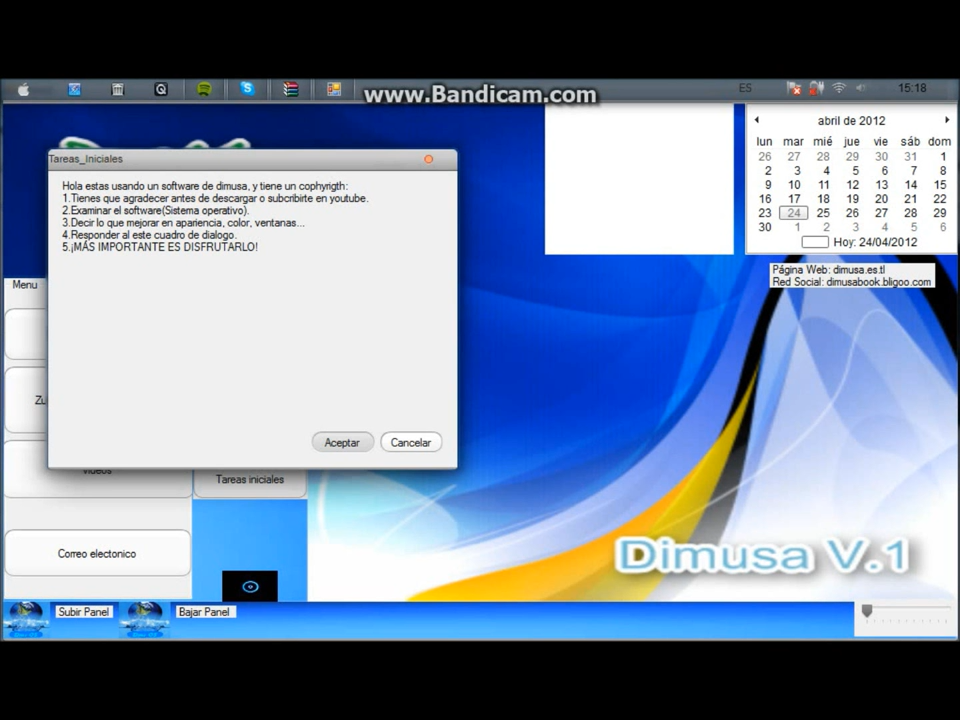 www.Bandicam.com
ES
15:18
Tareas_Iniciales
Hola estas usando un software de dimusa, y tiene un cophyrigth:
1.Tienes que agradecer antes de descargar o subcribirte en youtube.
2.Examinar el software(Sistema operativo).
3.Decir lo que mejorar en apariencia, color, ventanas...
4.Responder al este cuadro de dialogo.
5.¡MÁS IMPORTANTE ES DISFRUTARLO!
Aceptar
Cancelar
abril de 2012
lun mar mié jue vie sáb dom
26 27 28 29 30 31 1
2 3 4 5 6 7 8
9 10 11 12 13 14 15
16 17 18 19 20 21 22
23 24 25 26 27 28 29
30 1 2 3 4 5 6
Hoy: 24/04/2012
Página Web: dimusa.es.tl
Red Social: dimusabook.bligoo.com
Menu
Zu
videos
Tareas iniciales
Correo electonico
Dimusa V.1
Subir Panel
Bajar Panel